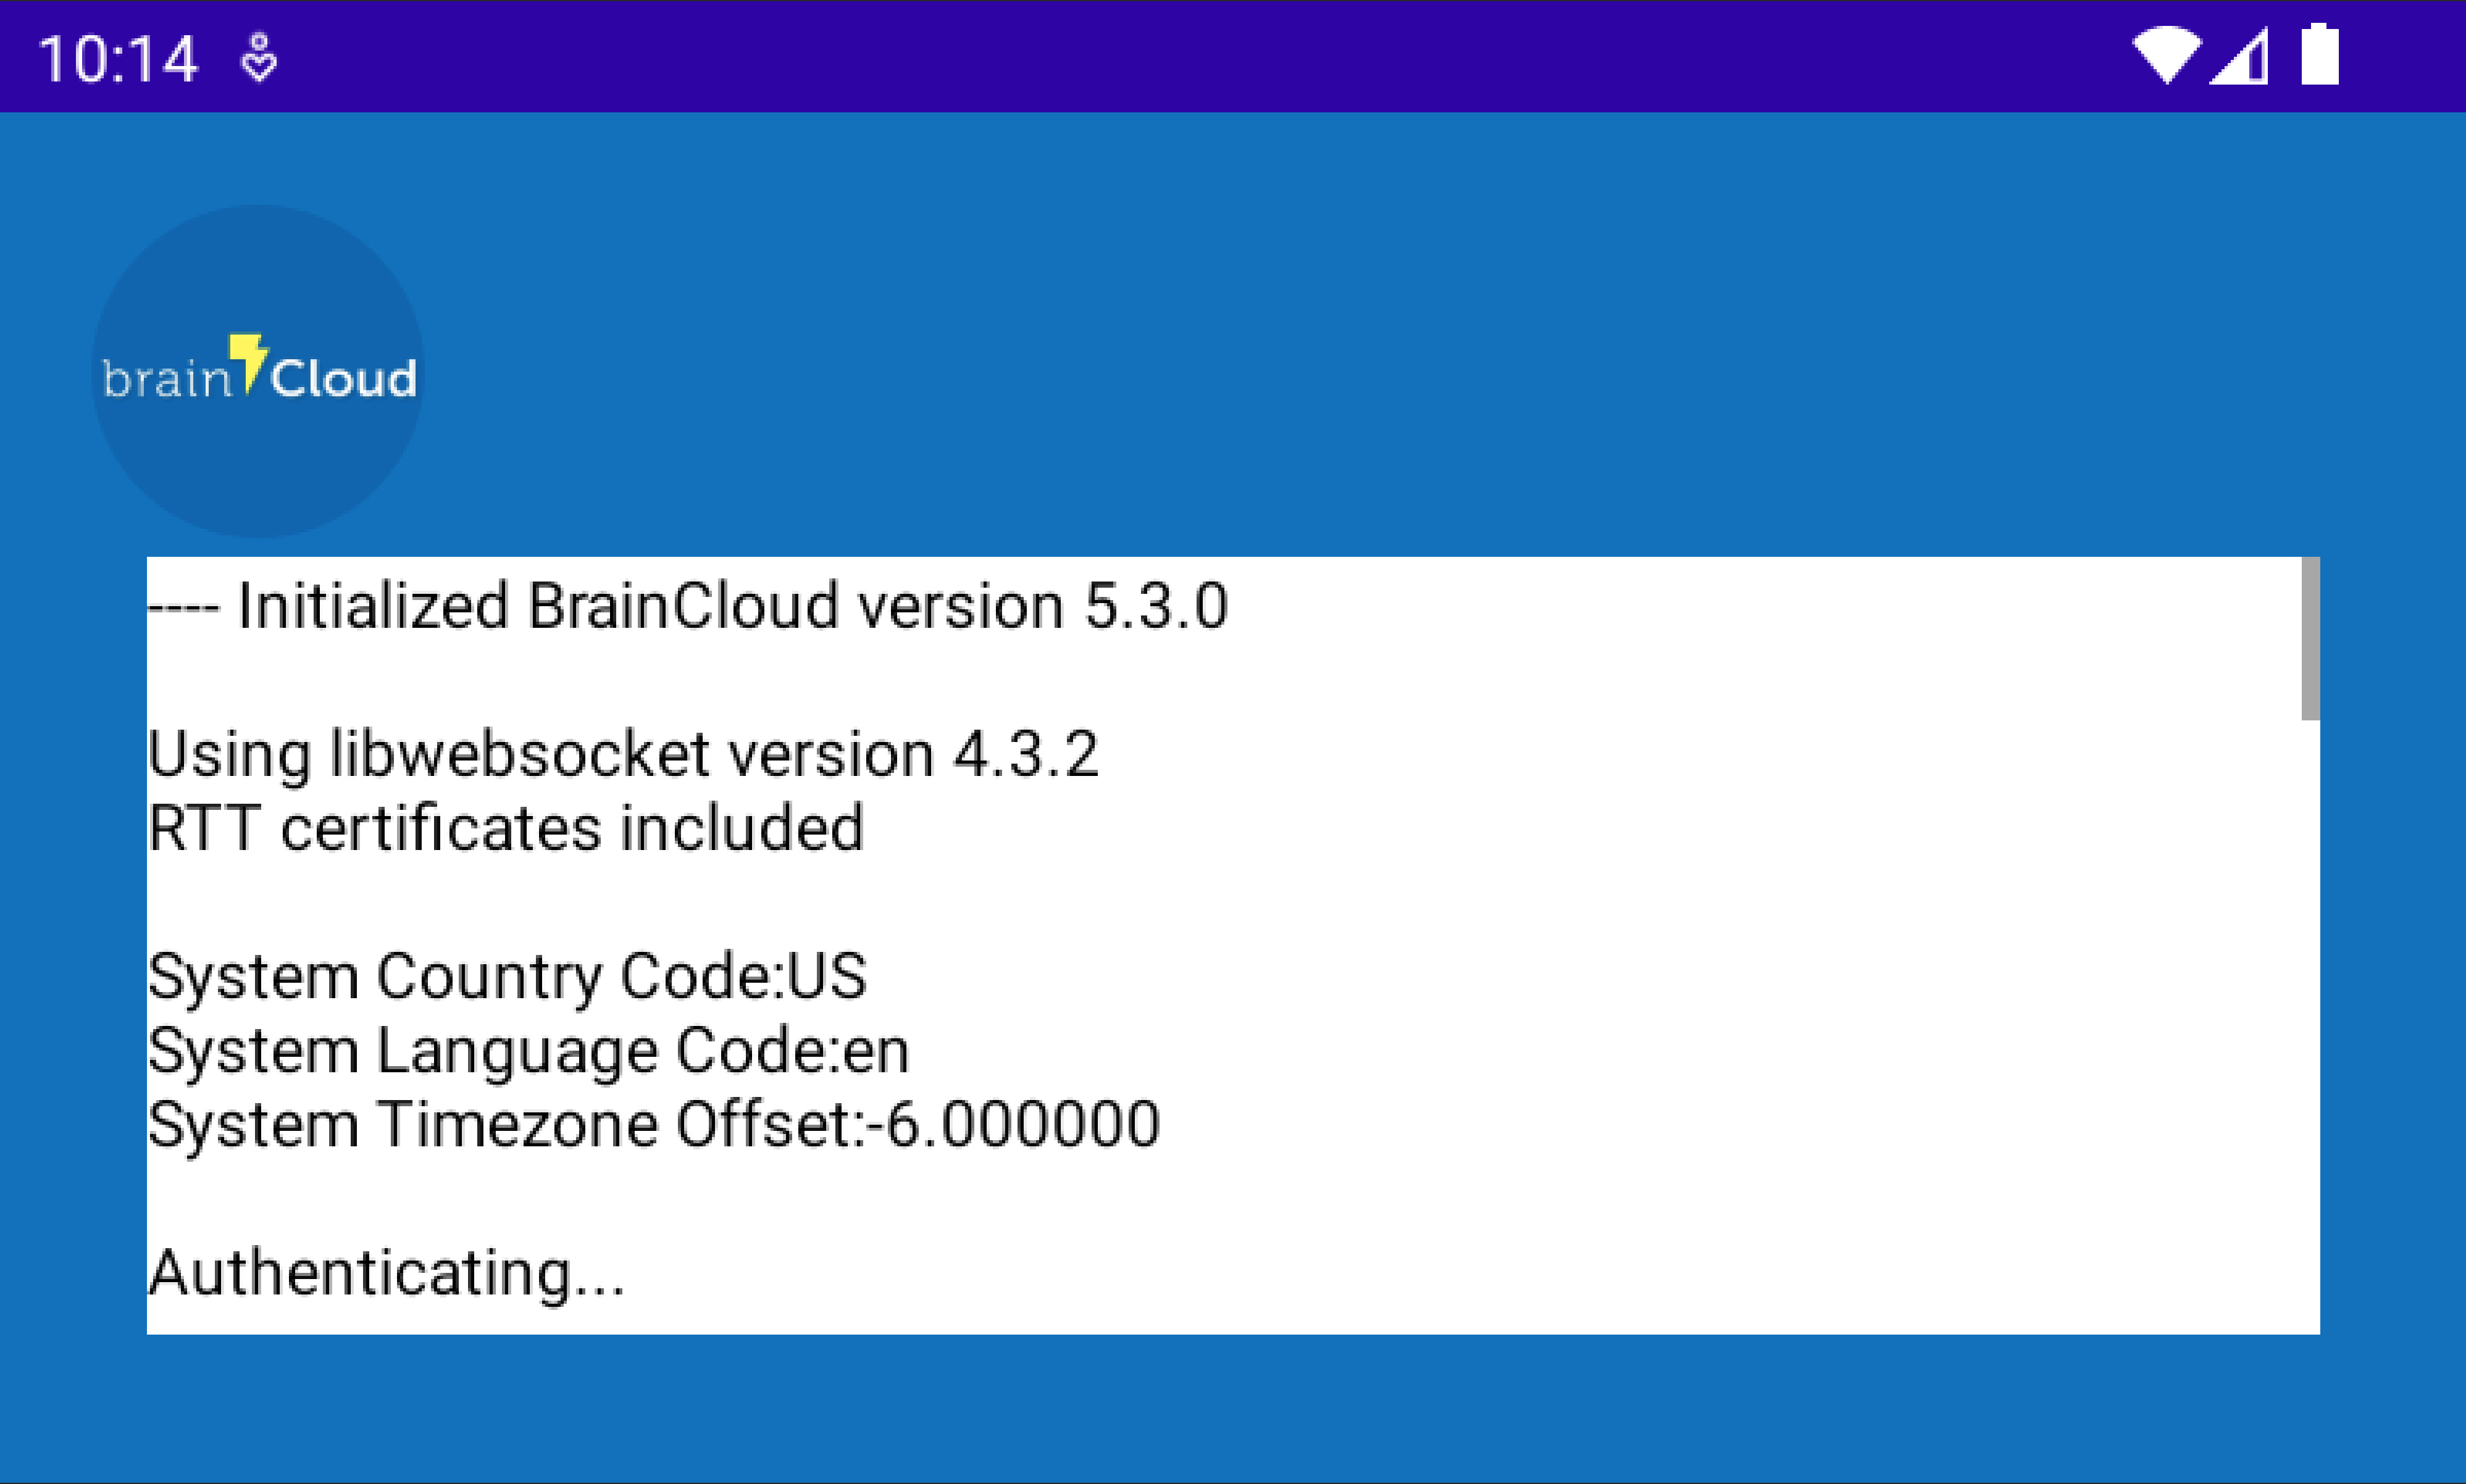 10:14
brainCloud
---- Initialized BrainCloud version 5.3.0
Using libwebsocket version 4.3.2
RTT certificates included
System Country Code:US
System Language Code:en
System Timezone Offset:-6.000000
Authenticating...